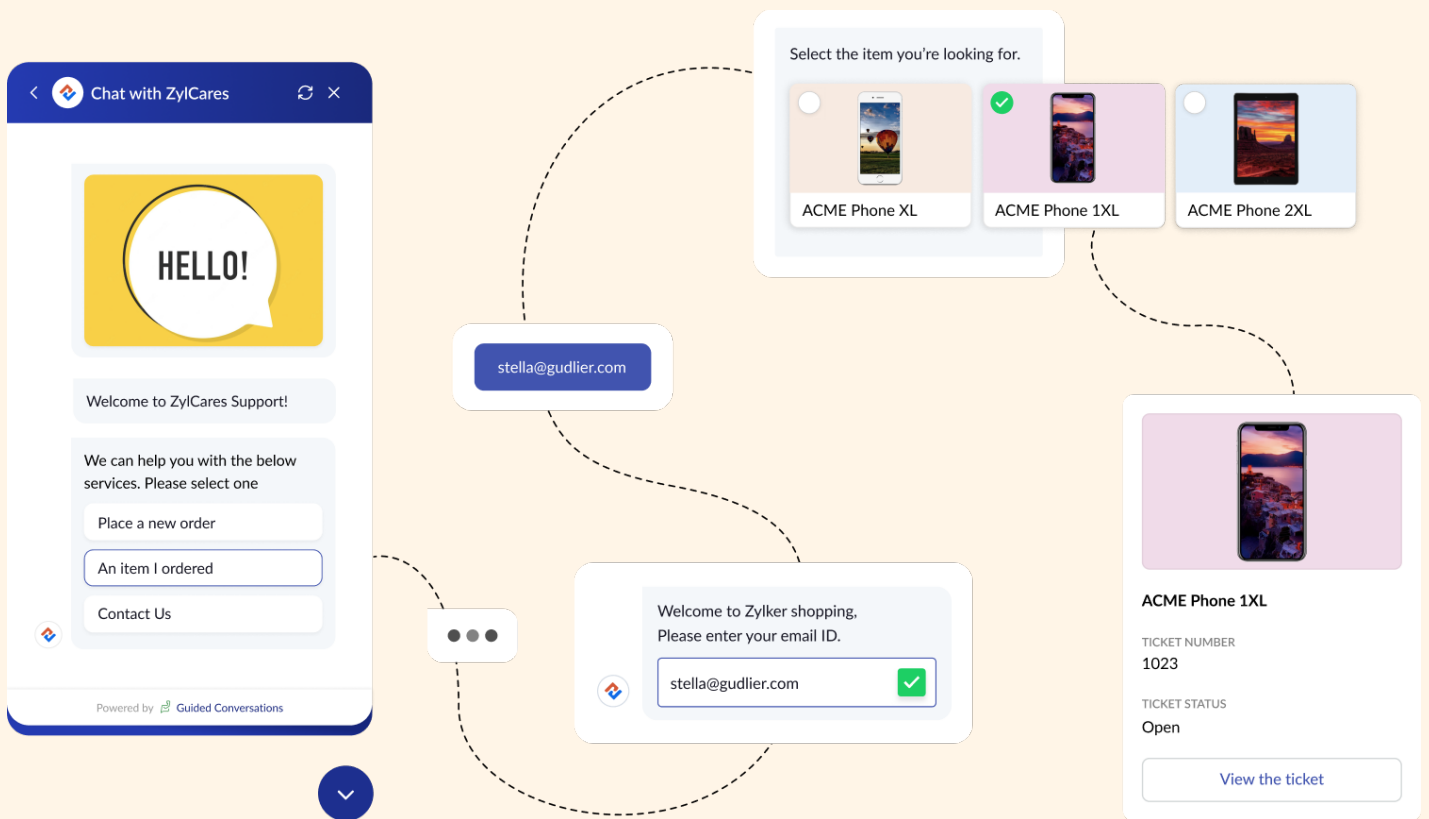 Chat with ZylCares
HELLO!
Welcome to ZylCares Support!
We can help you with the below
services. Please select one
Place a new order
An item I ordered
Contact Us
Powered by Guided Conversations
Welcome to Zylker shopping,
Please enter your email ID.
stella@gudlier.com
stella@gudlier.com
Select the item you’re looking for.
ACME Phone XL
ACME Phone 1XL
ACME Phone 2XL
ACME Phone 1XL
TICKET NUMBER
1023
TICKET STATUS
Open
View the ticket